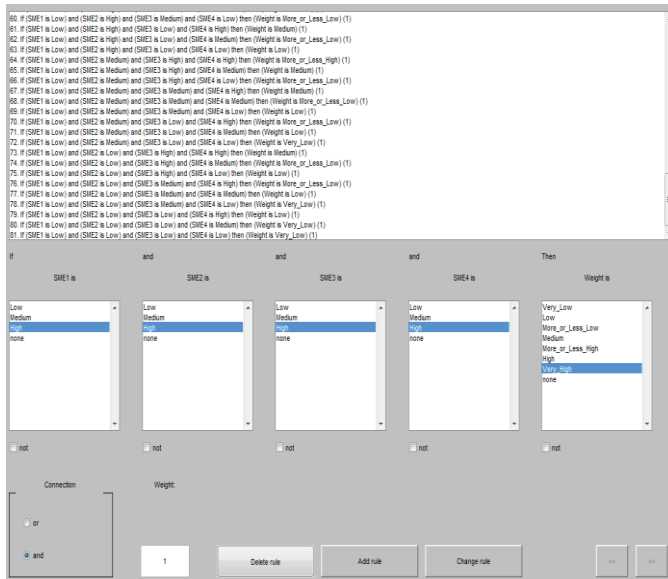 60. If (SME1 is Low) and (SME2 is High) and (SME3 is Medium) and (SME4 is Low) then (Weight is More_or_Less_Low) (1)
61. If (SME1 is Low) and (SME2 is High) and (SME3 is Low) and (SME4 is High) then (Weight is Medium) (1)
62. If (SME1 is Low) and (SME2 is High) and (SME3 is Low) and (SME4 is Medium) then (Weight is More_or_Less_Low) (1)
63. If (SME1 is Low) and (SME2 is High) and (SME3 is Low) and (SME4 is Low) then (Weight is Low) (1)
64. If (SME1 is Low) and (SME2 is Medium) and (SME3 is High) and (SME4 is High) then (Weight is More_or_Less_High) (1)
65. If (SME1 is Low) and (SME2 is Medium) and (SME3 is High) and (SME4 is Medium) then (Weight is Medium) (1)
66. If (SME1 is Low) and (SME2 is Medium) and (SME3 is High) and (SME4 is Low) then (Weight is More_or_Less_Low) (1)
67. If (SME1 is Low) and (SME2 is Medium) and (SME3 is Medium) and (SME4 is High) then (Weight is Medium) (1)
68. If (SME1 is Low) and (SME2 is Medium) and (SME3 is Medium) and (SME4 is Medium) then (Weight is More_or_Less_Low) (1)
69. If (SME1 is Low) and (SME2 is Medium) and (SME3 is Medium) and (SME4 is Low) then (Weight is Low) (1)
70. If (SME1 is Low) and (SME2 is Medium) and (SME3 is Low) and (SME4 is High) then (Weight is More_or_Less_Low) (1)
71. If (SME1 is Low) and (SME2 is Medium) and (SME3 is Low) and (SME4 is Medium) then (Weight is Low) (1)
72. If (SME1 is Low) and (SME2 is Medium) and (SME3 is Low) and (SME4 is Low) then (Weight is Very_Low) (1)
73. If (SME1 is Low) and (SME2 is Low) and (SME3 is High) and (SME4 is High) then (Weight is Medium) (1)
74. If (SME1 is Low) and (SME2 is Low) and (SME3 is High) and (SME4 is Medium) then (Weight is More_or_Less_Low) (1)
75. If (SME1 is Low) and (SME2 is Low) and (SME3 is High) and (SME4 is Low) then (Weight is Low) (1)
76. If (SME1 is Low) and (SME2 is Low) and (SME3 is Medium) and (SME4 is High) then (Weight is More_or_Less_Low) (1)
77. If (SME1 is Low) and (SME2 is Low) and (SME3 is Medium) and (SME4 is Medium) then (Weight is Low) (1)
78. If (SME1 is Low) and (SME2 is Low) and (SME3 is Medium) and (SME4 is Low) then (Weight is Very_Low) (1)
79. If (SME1 is Low) and (SME2 is Low) and (SME3 is Low) and (SME4 is High) then (Weight is Low) (1)
80. If (SME1 is Low) and (SME2 is Low) and (SME3 is Low) and (SME4 is Medium) then (Weight is Very_Low) (1)
81. If (SME1 is Low) and (SME2 is Low) and (SME3 is Low) and (SME4 is Low) then (Weight is Very_Low) (1)
If and and and Then
SME1 is SME2 is SME3 is SME4 is Weight is
Low Low Low Low Very_Low
Medium Medium Medium Medium Low
High High High High More_or_Less_Low
none none none none Medium
More_or_Less_High
High
Very_High
none
not not not not
Connection Weight:
or
and 1 Delete rule Add rule Change rule << >>